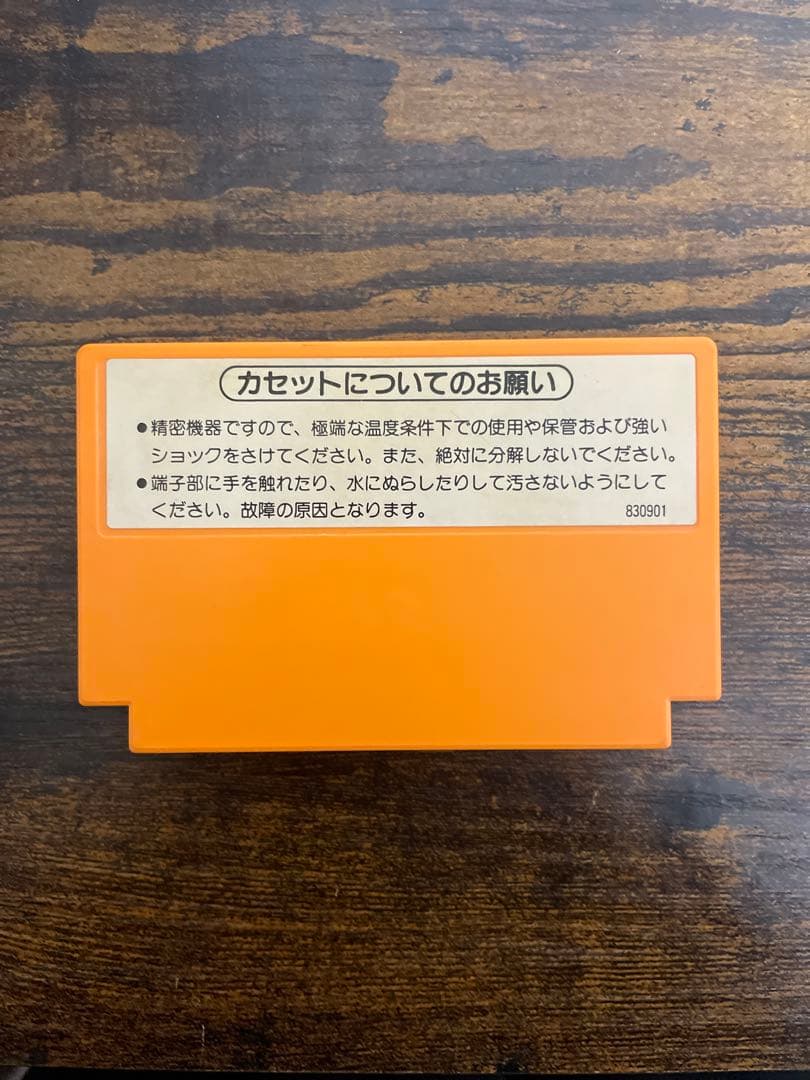 カセットについてのお願い
●精密機器ですので、極端な温度条件下での使用や保管および強い
ショックをさけてください。また、絶対に分解しないでください。
●端子部に手を触れたり、水にぬらしたりして汚さないようにして
ください。故障の原因となります。
830901